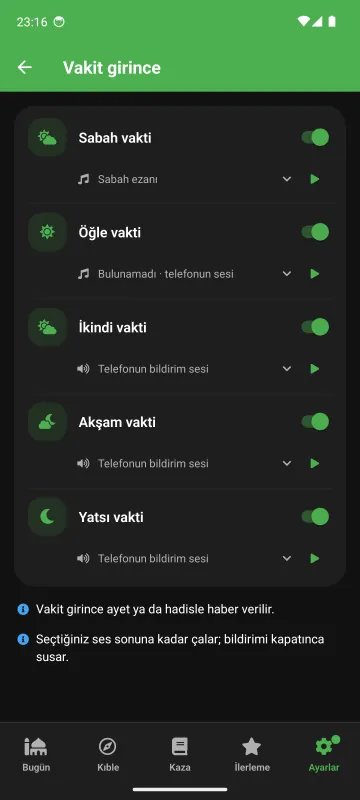 23:16
Vakit girince
Sabah vakti
Sabah ezanı
Öğle vakti
Bulunamadı · telefonun sesi
İkindi vakti
Telefonun bildirim sesi
Akşam vakti
Telefonun bildirim sesi
Yatsı vakti
Telefonun bildirim sesi
Vakit girince ayet ya da hadisle haber verilir.
Seçtiğiniz ses sonuna kadar çalar; bildirimi kapatınca
susar.
Bugün Kıble Kaza İlerleme Ayarlar